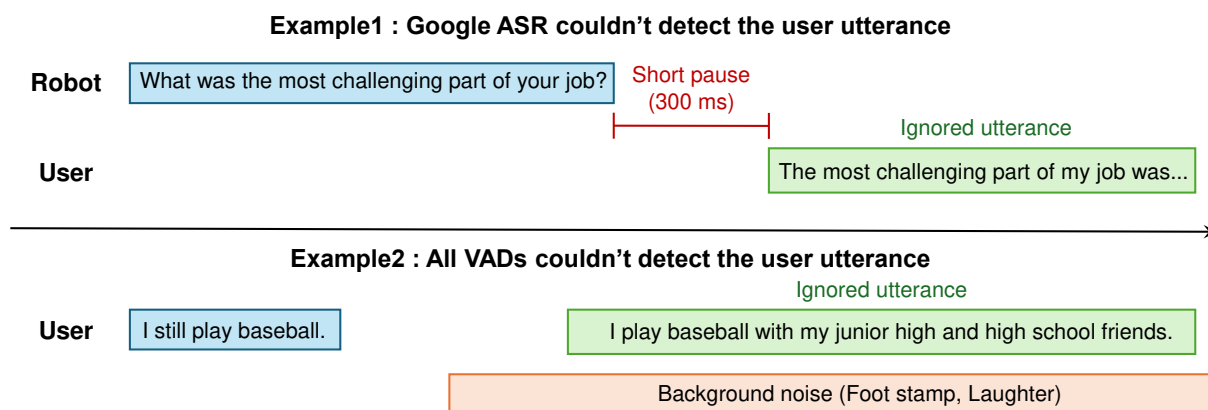 Example1 : Google ASR couldn't detect the user utterance
Robot
What was the most challenging part of your job?
Short pause
(300 ms)
Ignored utterance
User
The most challenging part of my job was...
Example2 : All VADs couldn't detect the user utterance
Ignored utterance
User
I still play baseball.
I play baseball with my junior high and high school friends.
Background noise (Foot stamp, Laughter)